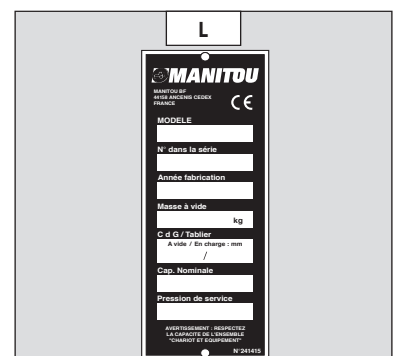 L
MANITOU
MANITOU BF
44158 ANCENIS CEDEX
FRANCE
CE
MODELE
N° dans la série
Année fabrication
Masse à vide
kg
C d G / Tablier
A vide / En charge : mm
/
Cap. Nominale
Pression de service
AVERTISSEMENT : RESPECTEZ
LA CAPACITE DE L'ENSEMBLE
"CHARIOT ET EQUIPEMENT"
N°241415